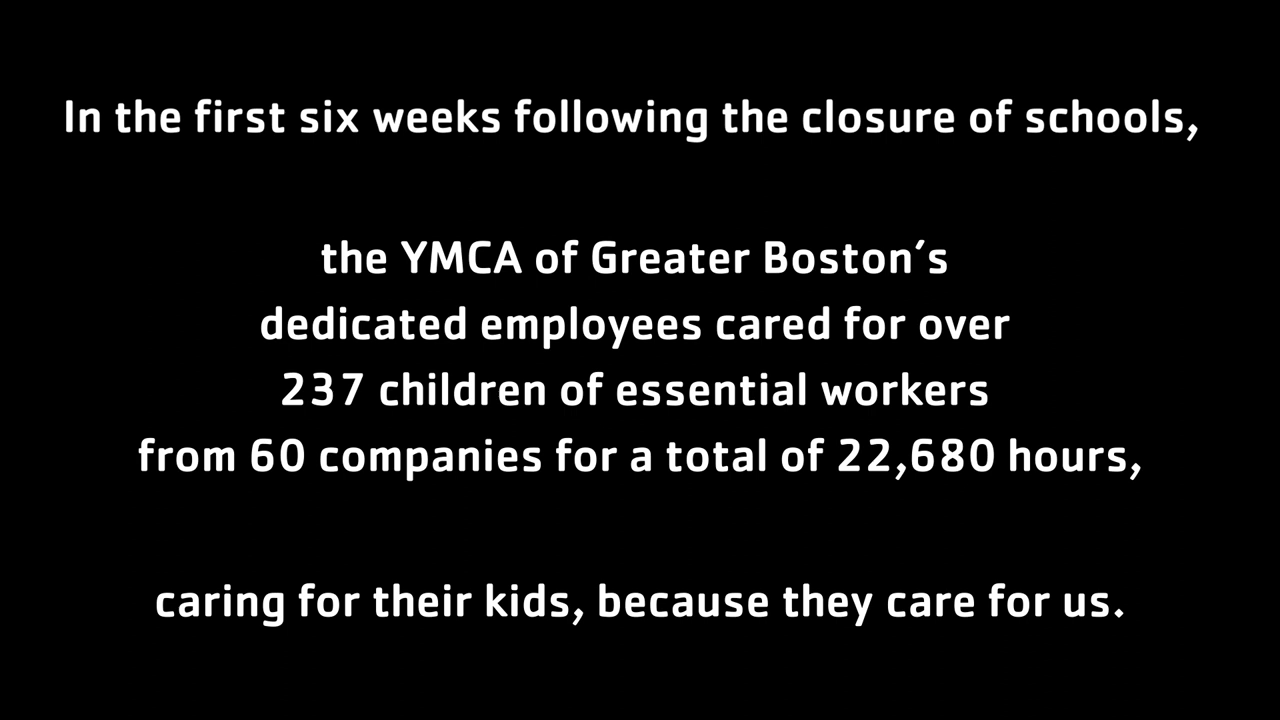 In the first six weeks following the closure of schools,
the YMCA of Greater Boston's
dedicated employees cared for over
237 children of essential workers
from 60 companies for a total of 22,680 hours,
caring for their kids, because they care for us.